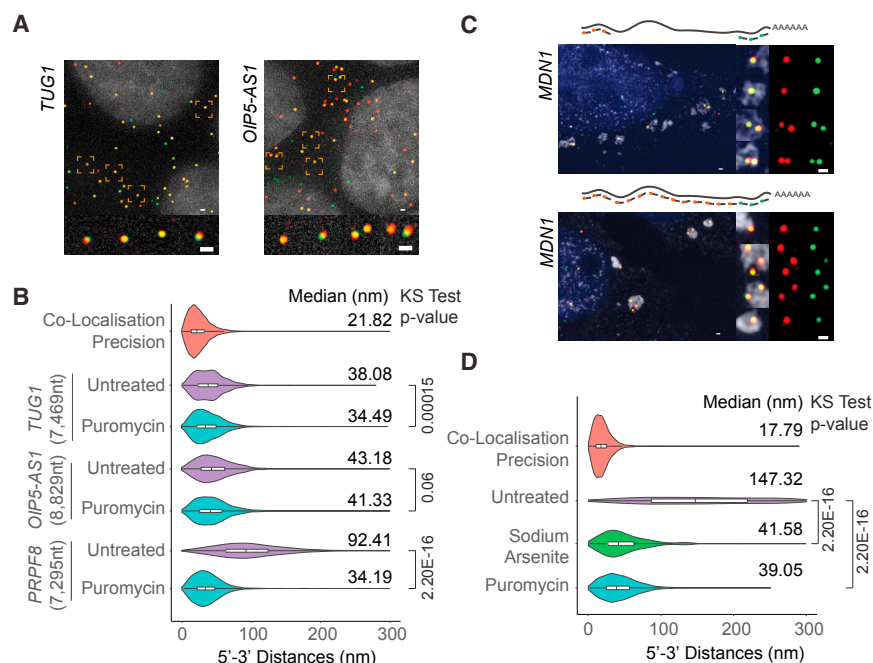 A
TUG1
OIP5-AS1
B
Median (nm)
KS Test
p-value
Co-Localisation
Precision
21.82
TUG1
(7,469nt)
Untreated
38.08
Puromycin
34.49
0.00015
OIP5-AS1
(8,829nt)
Untreated
43.18
Puromycin
41.33
0.06
PRPF8
(7,295nt)
Untreated
92.41
Puromycin
34.19
2.20E-16
0
100
200
300
5'-3' Distances (nm)
C
AAAAAA
MDN1
AAAAAA
MDN1
D
Median (nm)
KS Test
p-value
Co-Localisation
Precision
17.79
Untreated
147.32
Sodium
Arsenite
41.58
Puromycin
39.05
2.20E-16
2.20E-16
0
100
200
300
5'-3' Distances (nm)